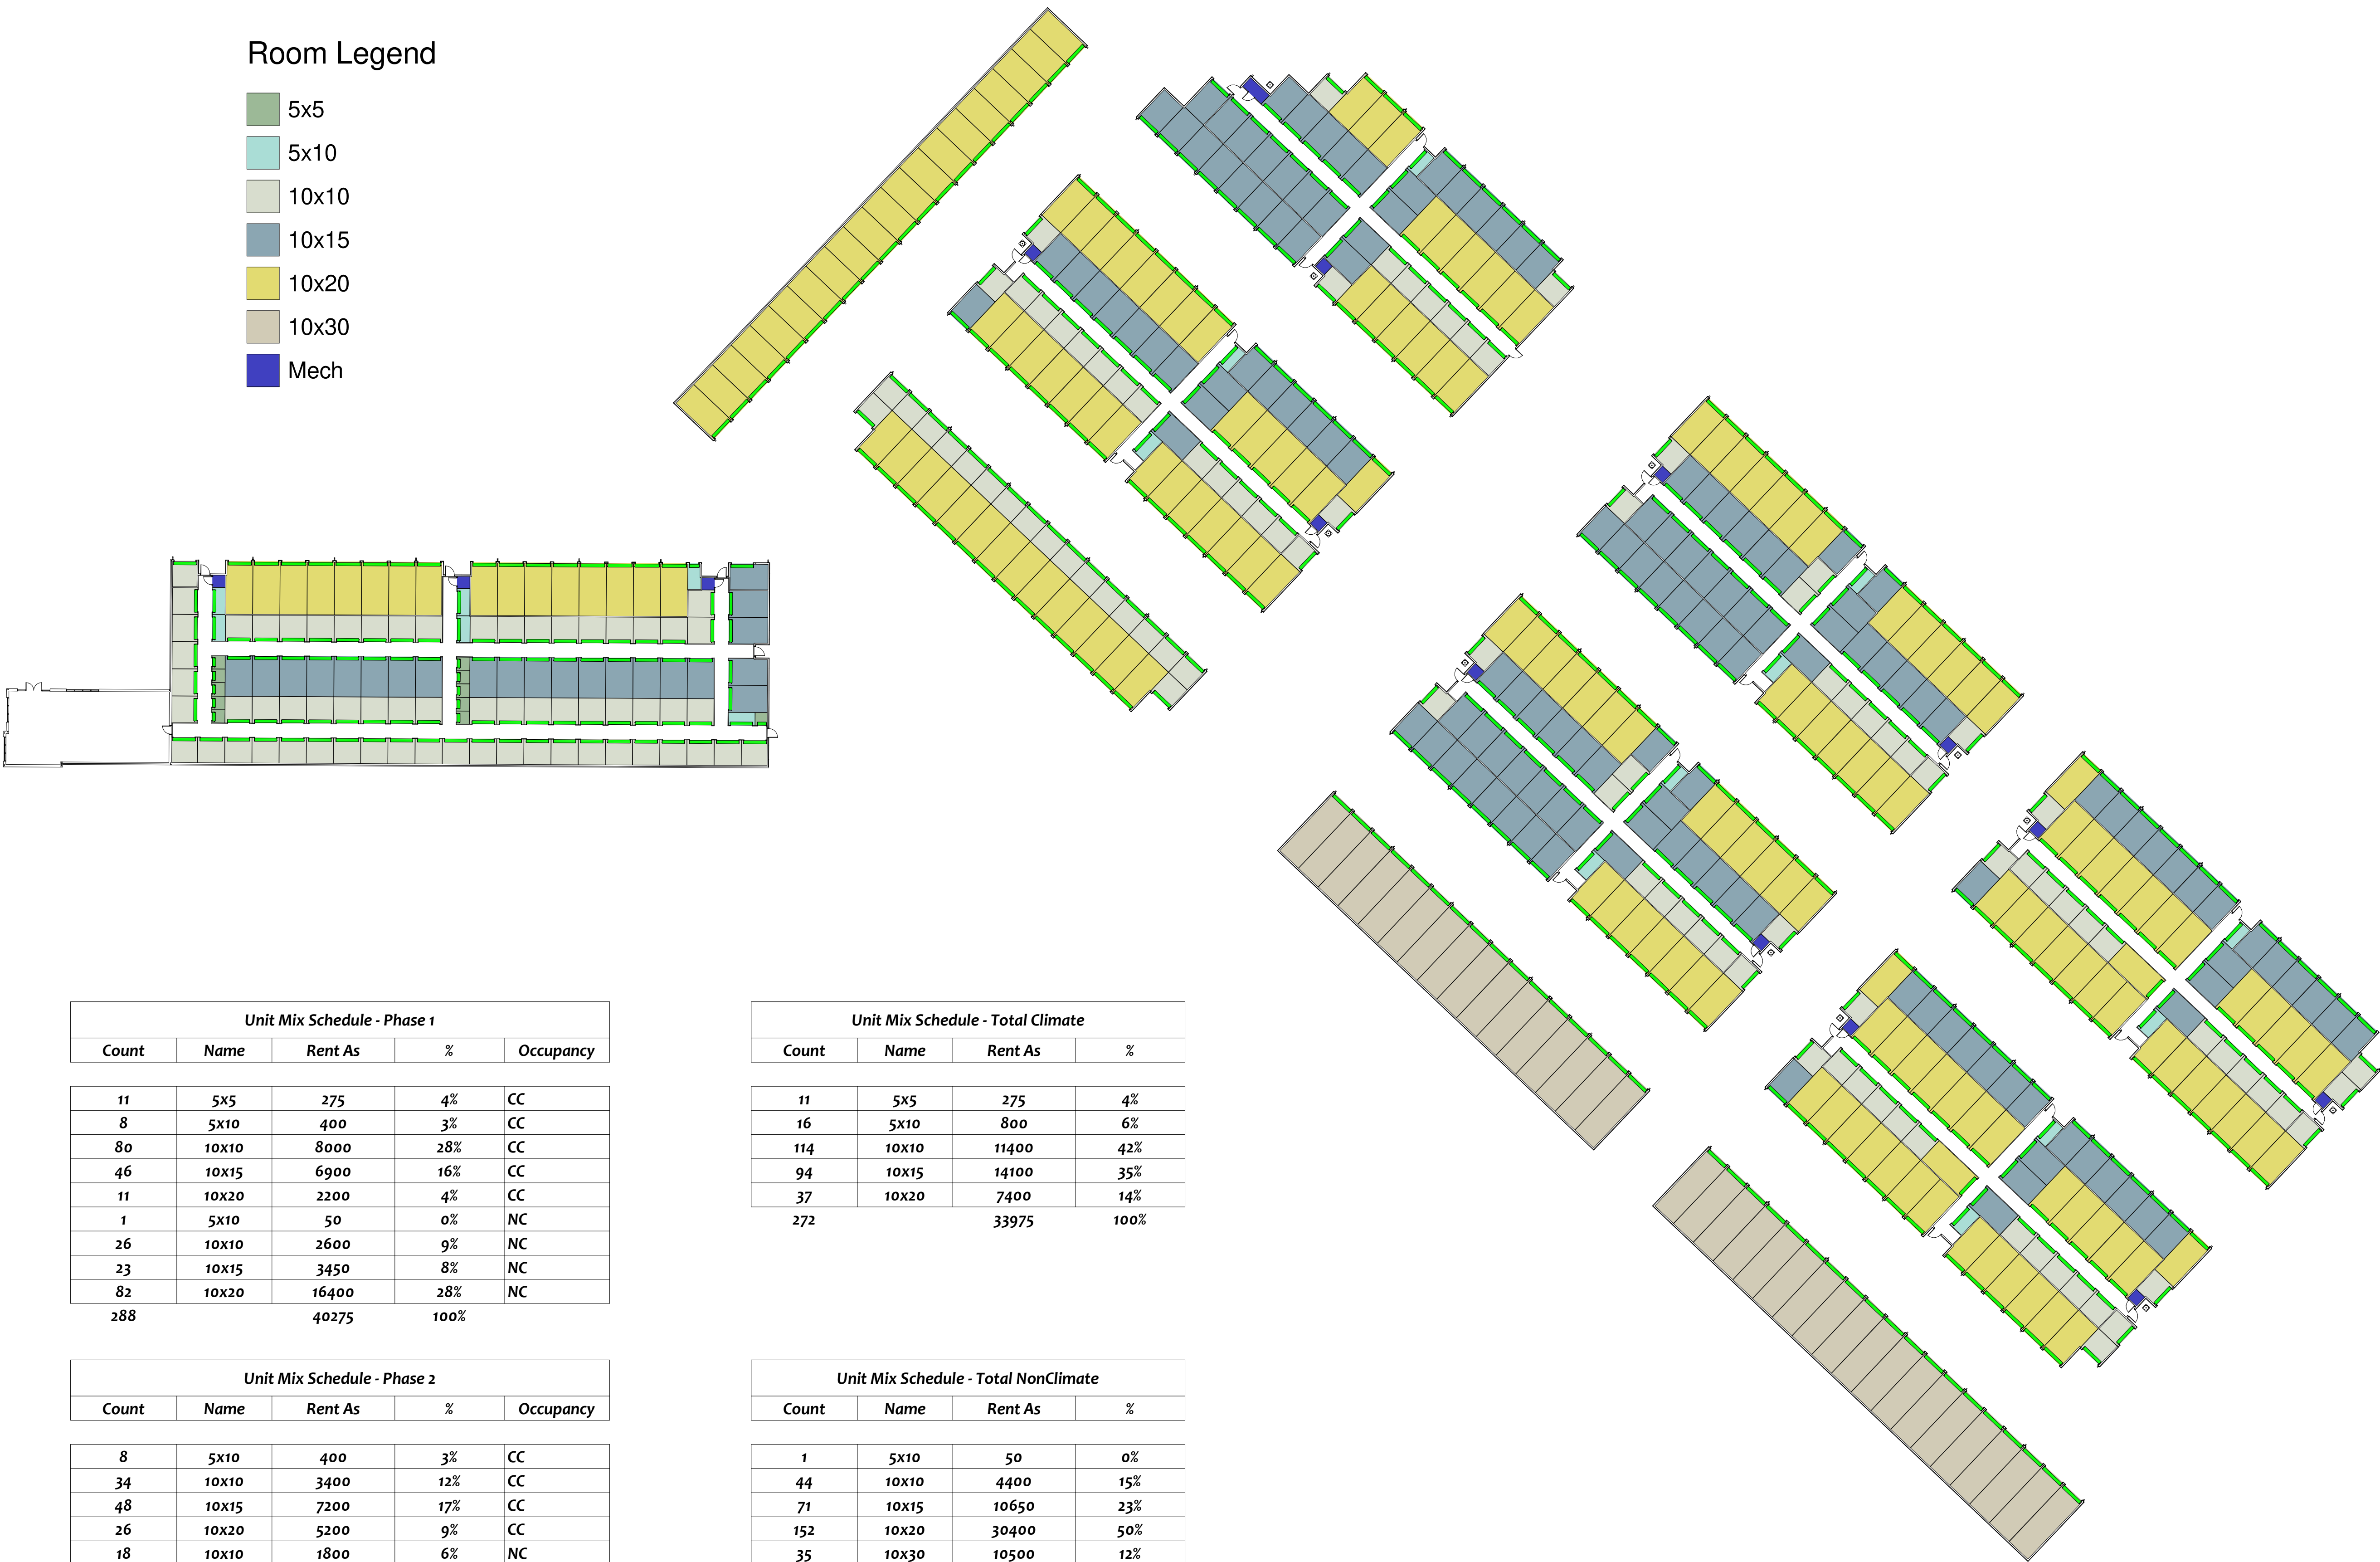 Room Legend
5x5
5x10
10x10
10x15
10x20
10x30
Mech
Unit Mix Schedule - Phase 1
Count Name Rent As % Occupancy
11 5x5 275 4% CC
8 5x10 400 3% CC
80 10x10 8000 28% CC
46 10x15 6900 16% CC
11 10x20 2200 4% CC
1 5x10 50 0% NC
26 10x10 2600 9% NC
23 10x15 3450 8% NC
82 10x20 16400 28% NC
288 40275 100%
Unit Mix Schedule - Total Climate
Count Name Rent As %
11 5x5 275 4%
16 5x10 800 6%
114 10x10 11400 42%
94 10x15 14100 35%
37 10x20 7400 14%
272 33975 100%
Unit Mix Schedule - Phase 2
Count Name Rent As % Occupancy
8 5x10 400 3% CC
34 10x10 3400 12% CC
48 10x15 7200 17% CC
26 10x20 5200 9% CC
18 10x10 1800 6% NC
Unit Mix Schedule - Total NonClimate
Count Name Rent As %
1 5x10 50 0%
44 10x10 4400 15%
71 10x15 10650 23%
152 10x20 30400 50%
35 10x30 10500 12%